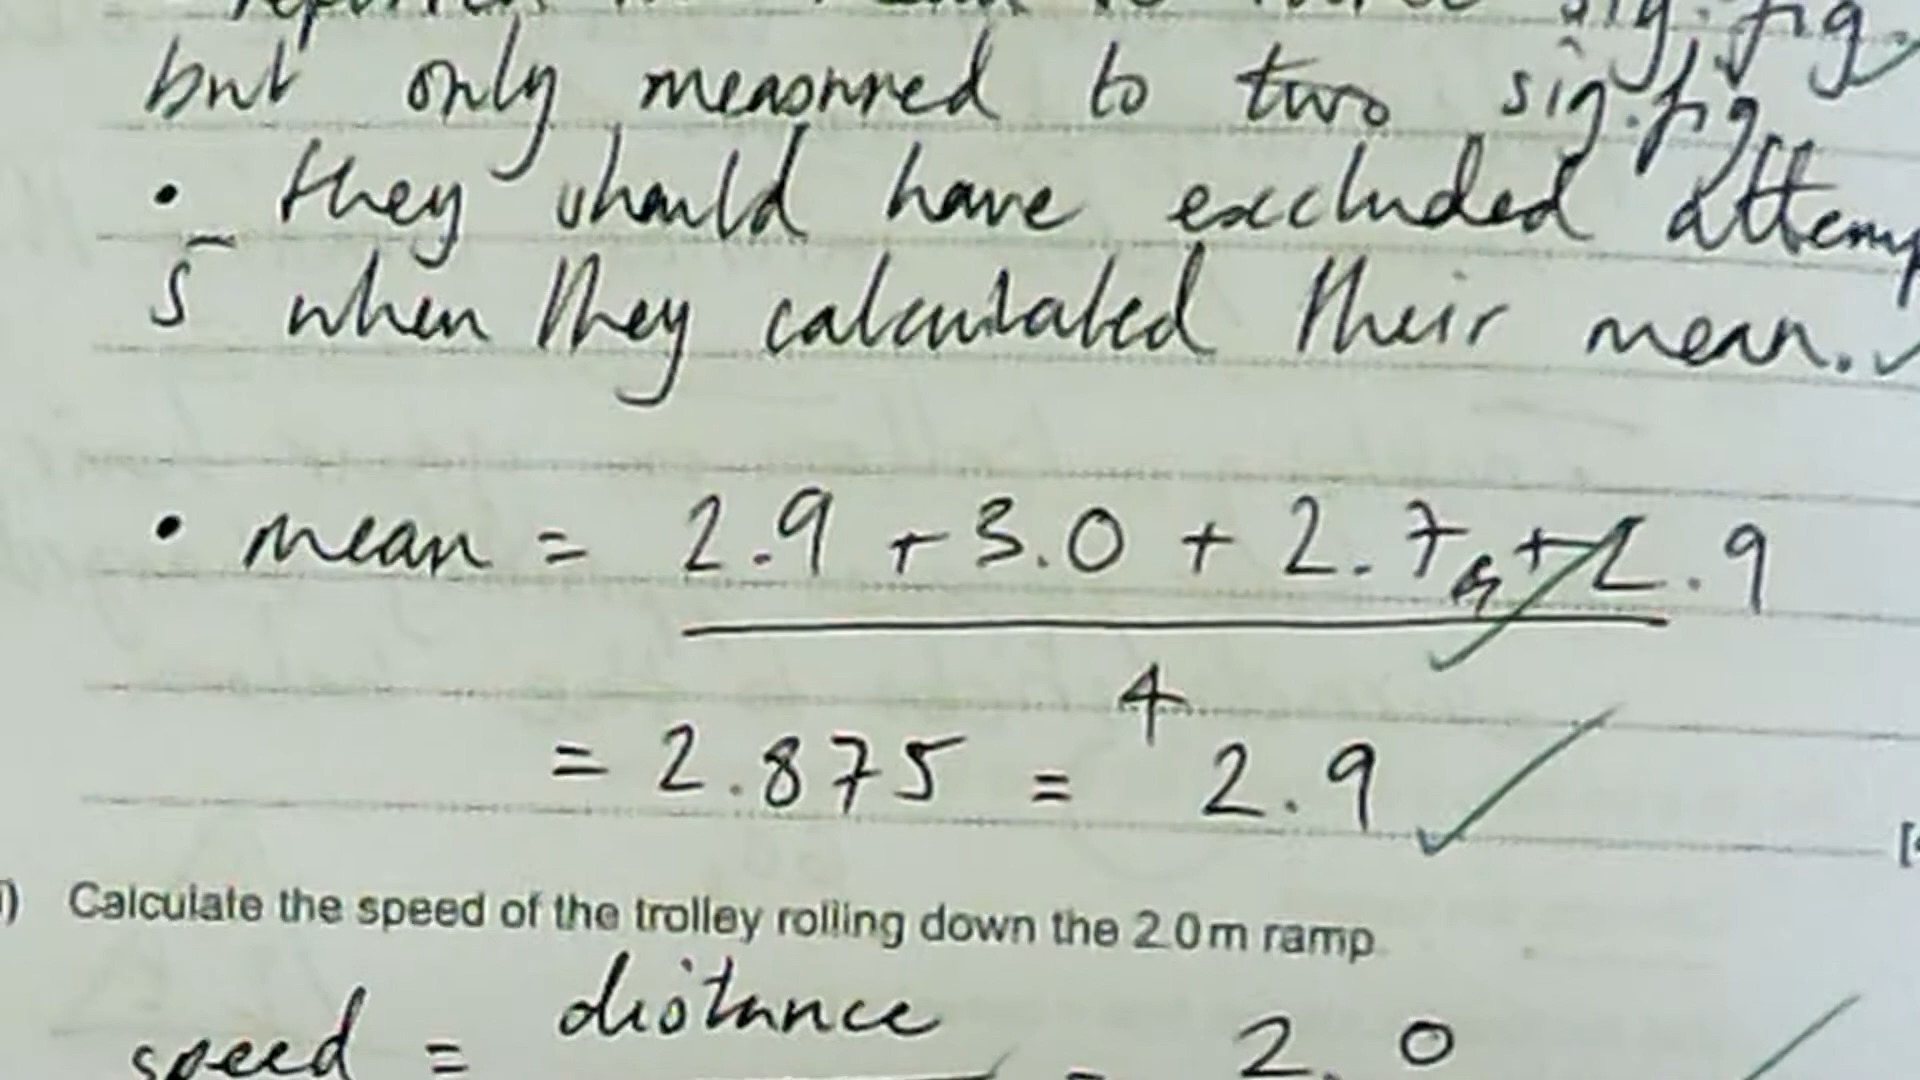 but only measured to two sig. fig
• they should have excluded attemp
5 when they calculated their mean.
• mean = 2.9 + 3.0 + 2.7 + 2.9
4
= 2.875 = 2.9
i) Calculate the speed of the trolley rolling down the 2.0 m ramp.
distance
speed = = 2.0